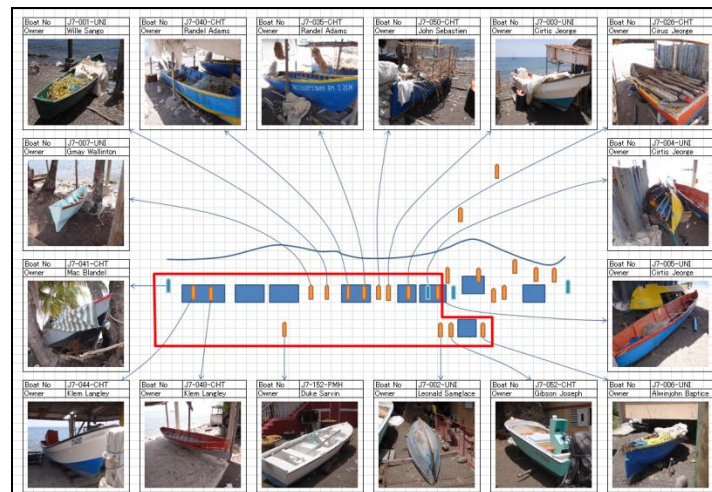 Boat No J7-001-UNI
Owner Wille Sango
Boat No J7-040-CHT
Owner Randel Adams
Boat No J7-035-CHT
Owner Randel Adams
Boat No J7-050-CHT
Owner John Sebastien
Boat No J7-003-UNI
Owner Cirtis Jeorge
Boat No J7-026-CHT
Owner Cirus Jeorge
Boat No J7-007-UNI
Owner Gmay Wallinton
Boat No J7-004-UNI
Owner Cirtis Jeorge
Boat No J7-041-CHT
Owner Mac Blandel
Boat No J7-005-UNI
Owner Cirtis Jeorge
Boat No J7-044-CHT
Owner Klem Langley
Boat No J7-048-CHT
Owner Klem Langley
Boat No J7-152-PMH
Owner Duke Sarvin
Boat No J7-002-UNI
Owner Leonald Samglace
Boat No J7-052-CHT
Owner Gibson Joseph
Boat No J7-006-UNI
Owner Alwinjohn Baptice